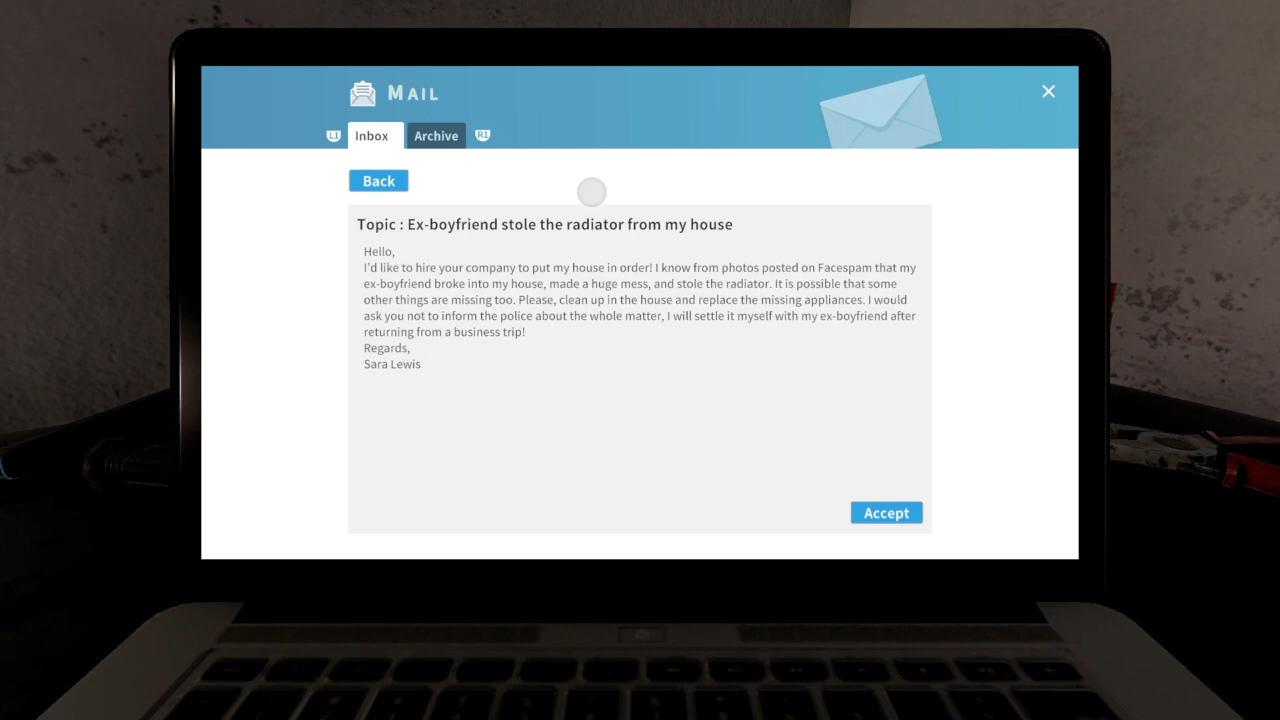 MAIL
L1 Inbox Archive R1
Back
Topic : Ex-boyfriend stole the radiator from my house
Hello,
I'd like to hire your company to put my house in order! I know from photos posted on Facespam that my
ex-boyfriend broke into my house, made a huge mess, and stole the radiator. It is possible that some
other things are missing too. Please, clean up in the house and replace the missing appliances. I would
ask you not to inform the police about the whole matter, I will settle it myself with my ex-boyfriend after
returning from a business trip!
Regards,
Sara Lewis
Accept